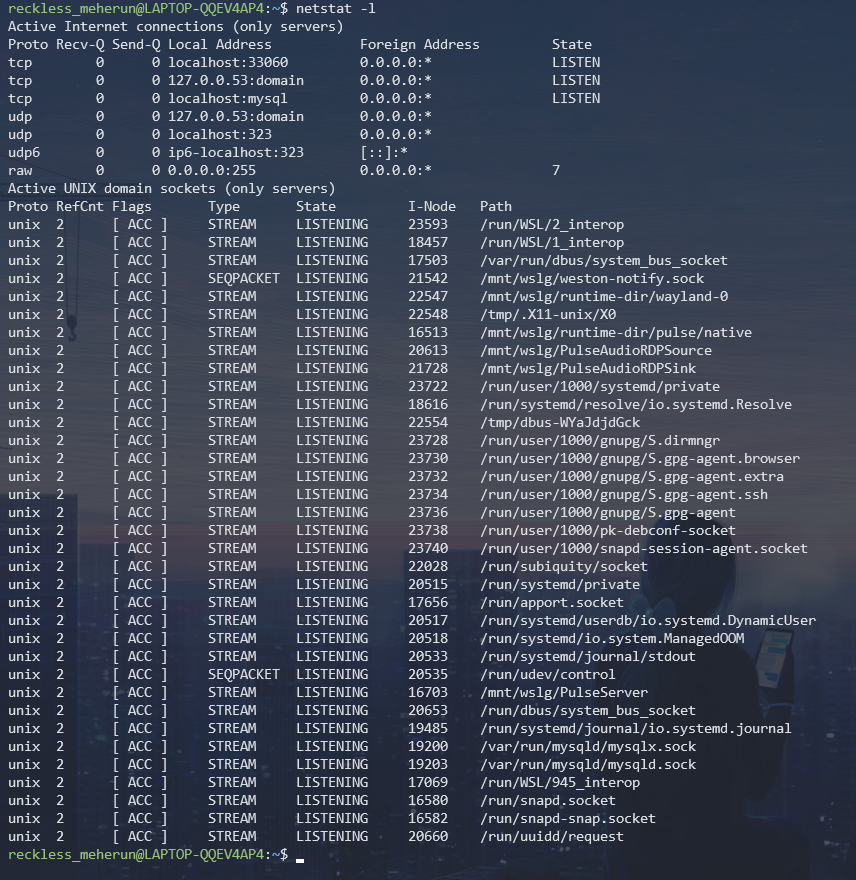 reckless_meherun@LAPTOP-QQEV4AP4:~$ netstat -l
Active Internet connections (only servers)
Proto Recv-Q Send-Q Local Address           Foreign Address         State
tcp        0      0 localhost:33060         0.0.0.0:*               LISTEN
tcp        0      0 127.0.0.53:domain       0.0.0.0:*               LISTEN
tcp        0      0 localhost:mysql         0.0.0.0:*               LISTEN
udp        0      0 127.0.0.53:domain       0.0.0.0:*
udp        0      0 localhost:323           0.0.0.0:*
udp6       0      0 ip6-localhost:323       [::]:*
raw        0      0 0.0.0.0:255             0.0.0.0:*               7
Active UNIX domain sockets (only servers)
Proto RefCnt Flags       Type       State         I-Node   Path
unix  2      [ ACC ]     STREAM     LISTENING     23593    /run/WSL/2_interop
unix  2      [ ACC ]     STREAM     LISTENING     18457    /run/WSL/1_interop
unix  2      [ ACC ]     STREAM     LISTENING     17503    /var/run/dbus/system_bus_socket
unix  2      [ ACC ]     SEQPACKET  LISTENING     21542    /mnt/wslg/weston-notify.sock
unix  2      [ ACC ]     STREAM     LISTENING     22547    /mnt/wslg/runtime-dir/wayland-0
unix  2      [ ACC ]     STREAM     LISTENING     22548    /tmp/.X11-unix/X0
unix  2      [ ACC ]     STREAM     LISTENING     16513    /mnt/wslg/runtime-dir/pulse/native
unix  2      [ ACC ]     STREAM     LISTENING     20613    /mnt/wslg/PulseAudioRDPSource
unix  2      [ ACC ]     STREAM     LISTENING     21728    /mnt/wslg/PulseAudioRDPSink
unix  2      [ ACC ]     STREAM     LISTENING     23722    /run/user/1000/systemd/private
unix  2      [ ACC ]     STREAM     LISTENING     18616    /run/systemd/resolve/io.systemd.Resolve
unix  2      [ ACC ]     STREAM     LISTENING     22554    /tmp/dbus-WYaJdjdGck
unix  2      [ ACC ]     STREAM     LISTENING     23728    /run/user/1000/gnupg/S.dirmngr
unix  2      [ ACC ]     STREAM     LISTENING     23730    /run/user/1000/gnupg/S.gpg-agent.browser
unix  2      [ ACC ]     STREAM     LISTENING     23732    /run/user/1000/gnupg/S.gpg-agent.extra
unix  2      [ ACC ]     STREAM     LISTENING     23734    /run/user/1000/gnupg/S.gpg-agent.ssh
unix  2      [ ACC ]     STREAM     LISTENING     23736    /run/user/1000/gnupg/S.gpg-agent
unix  2      [ ACC ]     STREAM     LISTENING     23738    /run/user/1000/pk-debconf-socket
unix  2      [ ACC ]     STREAM     LISTENING     23740    /run/user/1000/snapd-session-agent.socket
unix  2      [ ACC ]     STREAM     LISTENING     22028    /run/subiquity/socket
unix  2      [ ACC ]     STREAM     LISTENING     20515    /run/systemd/private
unix  2      [ ACC ]     STREAM     LISTENING     17656    /run/apport.socket
unix  2      [ ACC ]     STREAM     LISTENING     20517    /run/systemd/userdb/io.systemd.DynamicUser
unix  2      [ ACC ]     STREAM     LISTENING     20518    /run/systemd/io.system.ManagedOOM
unix  2      [ ACC ]     STREAM     LISTENING     20533    /run/systemd/journal/stdout
unix  2      [ ACC ]     SEQPACKET  LISTENING     20535    /run/udev/control
unix  2      [ ACC ]     STREAM     LISTENING     16703    /mnt/wslg/PulseServer
unix  2      [ ACC ]     STREAM     LISTENING     20653    /run/dbus/system_bus_socket
unix  2      [ ACC ]     STREAM     LISTENING     19485    /run/systemd/journal/io.systemd.journal
unix  2      [ ACC ]     STREAM     LISTENING     19200    /var/run/mysqld/mysqlx.sock
unix  2      [ ACC ]     STREAM     LISTENING     19203    /var/run/mysqld/mysqld.sock
unix  2      [ ACC ]     STREAM     LISTENING     17069    /run/WSL/945_interop
unix  2      [ ACC ]     STREAM     LISTENING     16580    /run/snapd.socket
unix  2      [ ACC ]     STREAM     LISTENING     16582    /run/snapd-snap.socket
unix  2      [ ACC ]     STREAM     LISTENING     20660    /run/uuidd/request
reckless_meherun@LAPTOP-QQEV4AP4:~$